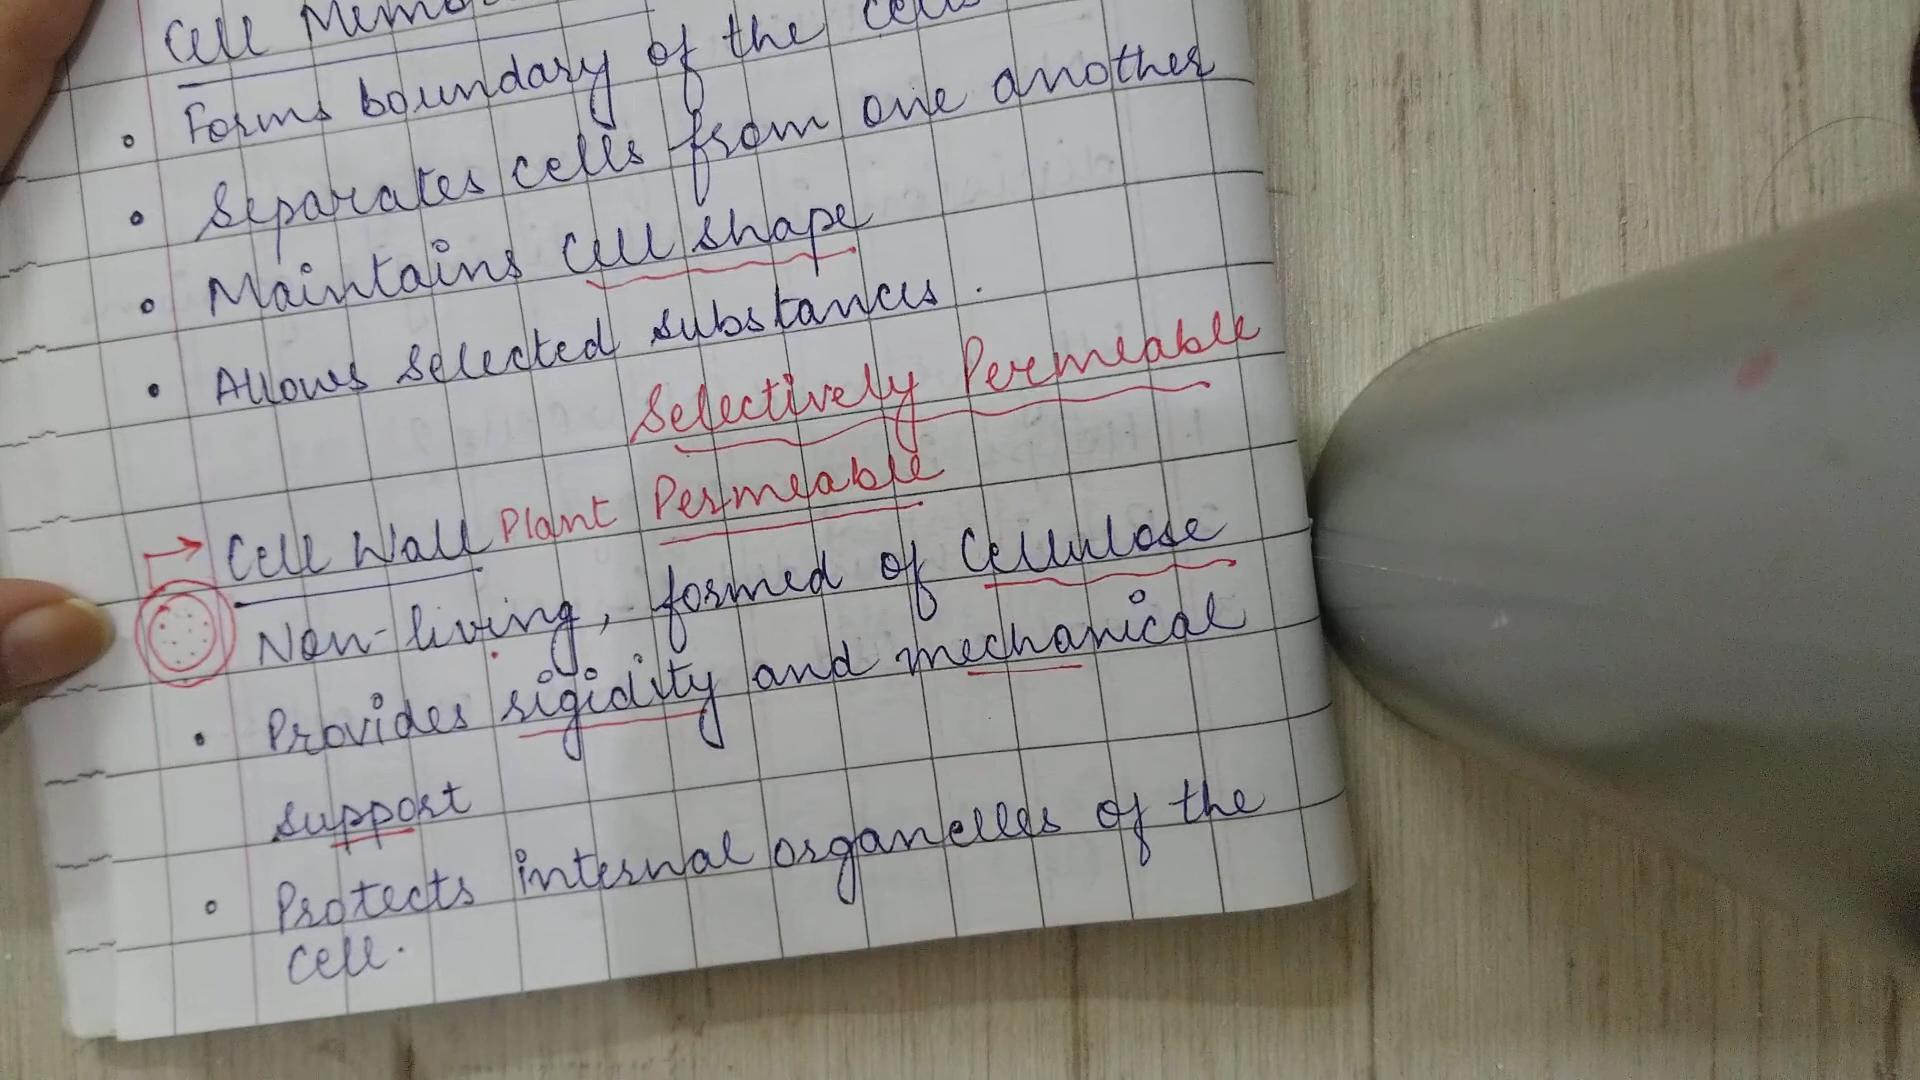 Cell
Forms boundary of the cell
Separates cells from one another
Maintains cell shape
Allows selected substances.
Selectively Permeable
Cell Wall Plant Permeable
Non-living, formed of cellulose
Provides rigidity and mechanical
support
Protects internal organelles of the
cell.